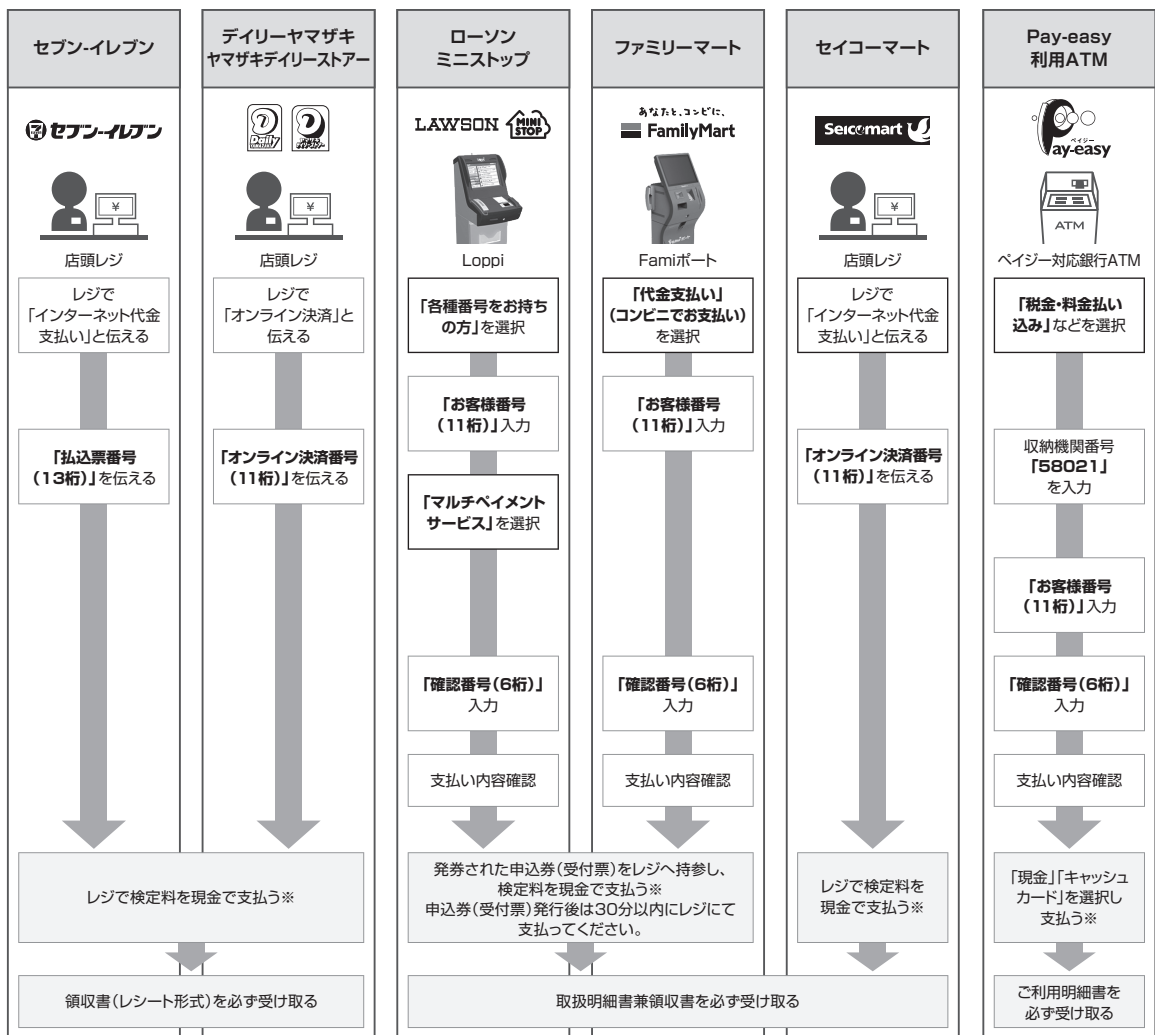 セブン-イレブン
デイリーヤマザキ
ヤマザキデイリーストアー
ローソン
ミニストップ
ファミリーマート
セイコーマート
Pay-easy
利用ATM
セブン-イレブン
Daily
LAWSON
MINI
STOP
あなたと、コンビに、
FamilyMart
Seicomart
ペイジー
Pay-easy
¥
¥
¥
ATM
店頭レジ
店頭レジ
Loppi
Famiポート
店頭レジ
ペイジー対応銀行ATM
レジで
「インターネット代金
支払い」と伝える
レジで
「オンライン決済」と
伝える
「各種番号をお持ち
の方」を選択
「代金支払い」
(コンビニでお支払い)
を選択
レジで
「インターネット代金
支払い」と伝える
「税金・料金払い
込み」などを選択
「お客様番号
(11桁)」入力
「お客様番号
(11桁)」入力
「払込票番号
(13桁)」を伝える
「オンライン決済番号
(11桁)」を伝える
「マルチペイメント
サービス」を選択
「オンライン決済番号
(11桁)」を伝える
収納機関番号
「58021」
を入力
「お客様番号
(11桁)」入力
「確認番号(6桁)」
入力
「確認番号(6桁)」
入力
「確認番号(6桁)」
入力
支払い内容確認
支払い内容確認
支払い内容確認
レジで検定料を現金で支払う※
発券された申込券(受付票)をレジへ持参し、
検定料を現金で支払う※
申込券(受付票)発行後は30分以内にレジにて
支払ってください。
レジで検定料を
現金で支払う※
「現金」「キャッシュ
カード」を選択し
支払う※
領収書(レシート形式)を必ず受け取る
取扱明細書兼領収書を必ず受け取る
ご利用明細書を
必ず受け取る